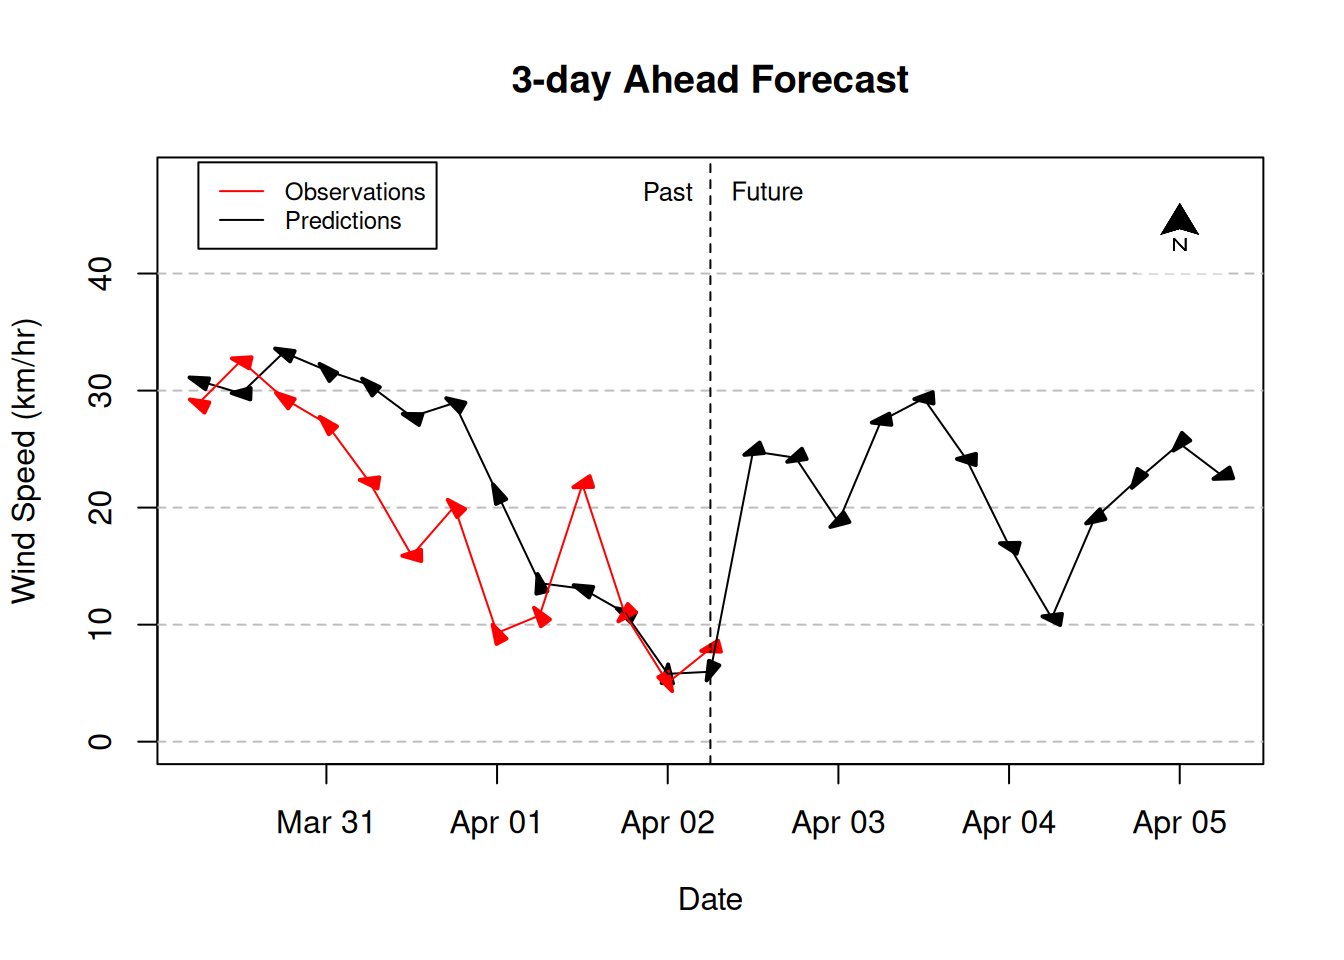 3-day Ahead Forecast
Observations
Predictions
Past
Future
N
Wind Speed (km/hr)
40
30
20
10
0
Mar 31
Apr 01
Apr 02
Apr 03
Apr 04
Apr 05
Date